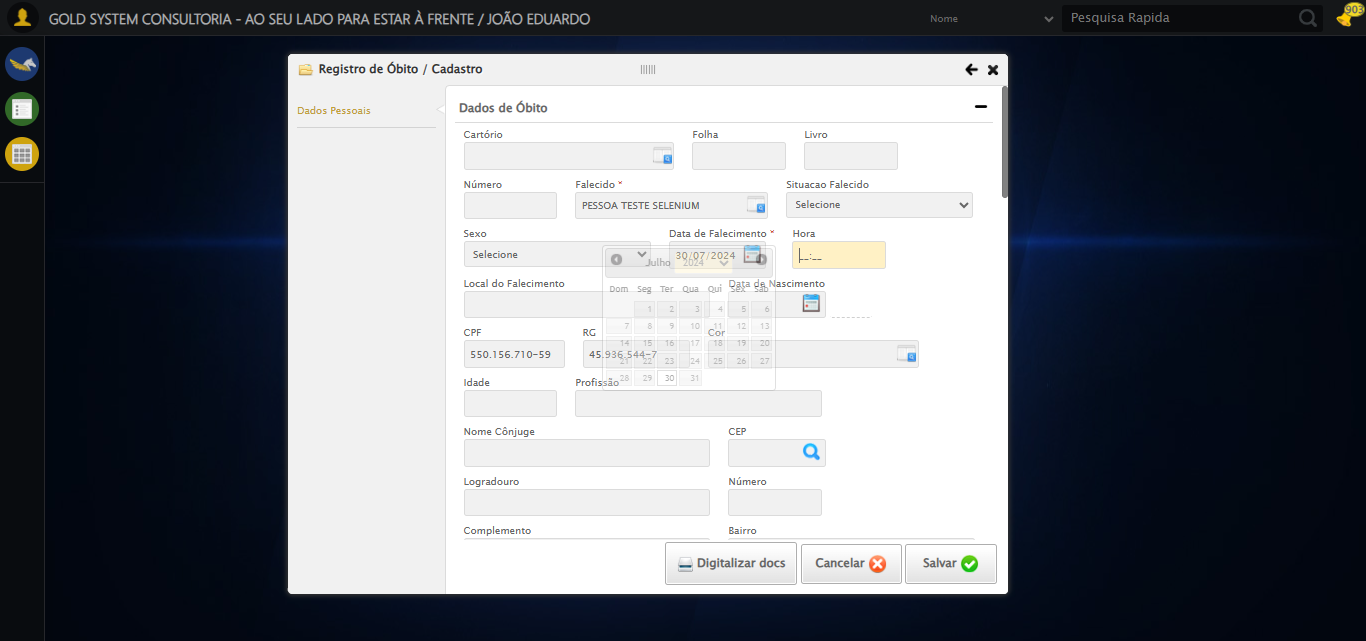 GOLD SYSTEM CONSULTORIA - AO SEU LADO PARA ESTAR À FRENTE / JOÃO EDUARDO
Nome
Pesquisa Rapida
903
Registro de Óbito / Cadastro
Dados Pessoais
Dados de Óbito
Cartório Folha Livro
Número Falecido * Situacao Falecido
PESSOA TESTE SELENIUM Selecione
Sexo Data de Falecimento * Hora
Selecione 30/07/2024 __:__
Julho 2024
Local do Falecimento Data de Nascimento
Dom Seg Ter Qua Qui Sex Sáb
1 2 3 4 5 6
7 8 9 10 11 12 13
CPF RG Cor
14 15 16 17 18 19 20
550.156.710-59 45.936.544-7
21 22 23 24 25 26 27
28 29 30 31
Idade Profissão
Nome Cônjuge CEP
Logradouro Número
Complemento Bairro
Digitalizar docs Cancelar Salvar